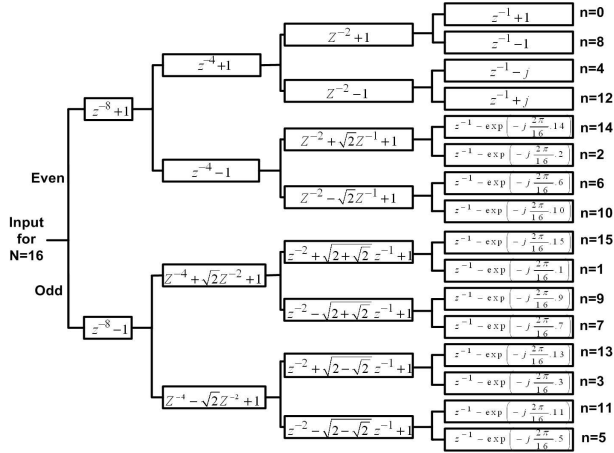 z⁻¹+1 n=0
Z⁻²+1
z⁻¹−1 n=8
z⁻⁴+1
z⁻¹−j n=4
Z⁻²−1
z⁻¹+j n=12
z⁻⁸+1
z⁻¹ − exp(−j 2π/16 .14) n=14
Z⁻²+√2Z⁻¹+1
z⁻¹ − exp(−j 2π/16 .2) n=2
z⁻⁴−1
Even
z⁻¹ − exp(−j 2π/16 .6) n=6
Z⁻²−√2Z⁻¹+1
z⁻¹ − exp(−j 2π/16 .10) n=10
Input
for
N=16
z⁻¹ − exp(−j 2π/16 .15) n=15
z⁻²+√(2+√2) z⁻¹+1
z⁻¹ − exp(−j 2π/16 .1) n=1
Z⁻⁴+√2Z⁻²+1
Odd
z⁻¹ − exp(−j 2π/16 .9) n=9
z⁻²−√(2+√2) z⁻¹+1
z⁻¹ − exp(−j 2π/16 .7) n=7
z⁻⁸−1
z⁻¹ − exp(−j 2π/16 .13) n=13
z⁻²+√(2−√2) z⁻¹+1
z⁻¹ − exp(−j 2π/16 .3) n=3
Z⁻⁴−√2Z⁻²+1
z⁻¹ − exp(−j 2π/16 .11) n=11
z⁻²−√(2−√2) z⁻¹+1
z⁻¹ − exp(−j 2π/16 .5) n=5